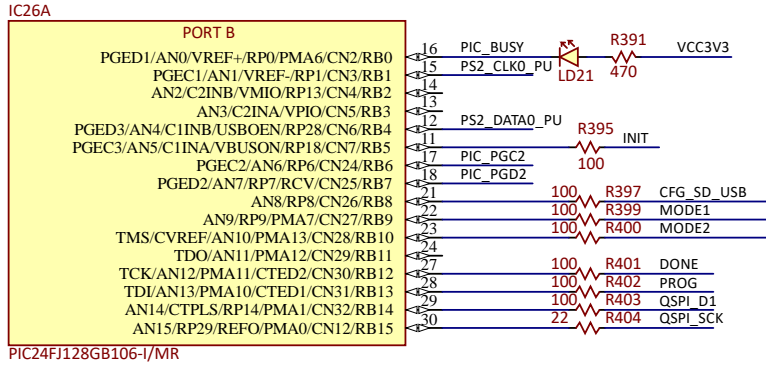 IC26A
PORT B
PGED1/AN0/VREF+/RP0/PMA6/CN2/RB0 16 PIC_BUSY LD21 R391 470 VCC3V3
PGEC1/AN1/VREF-/RP1/CN3/RB1 15 PS2_CLK0_PU
AN2/C2INB/VMIO/RP13/CN4/RB2 14
AN3/C2INA/VPIO/CN5/RB3 13
PGED3/AN4/C1INB/USBOEN/RP28/CN6/RB4 12 PS2_DATA0_PU
PGEC3/AN5/C1INA/VBUSON/RP18/CN7/RB5 11 R395 100 INIT
PGEC2/AN6/RP6/CN24/RB6 17 PIC_PGC2
PGED2/AN7/RP7/RCV/CN25/RB7 18 PIC_PGD2
AN8/RP8/CN26/RB8 21 100 R397 CFG_SD_USB
AN9/RP9/PMA7/CN27/RB9 22 100 R399 MODE1
TMS/CVREF/AN10/PMA13/CN28/RB10 23 100 R400 MODE2
TDO/AN11/PMA12/CN29/RB11 24
TCK/AN12/PMA11/CTED2/CN30/RB12 27 100 R401 DONE
TDI/AN13/PMA10/CTED1/CN31/RB13 28 100 R402 PROG
AN14/CTPLS/RP14/PMA1/CN32/RB14 29 100 R403 QSPI_D1
AN15/RP29/REFO/PMA0/CN12/RB15 30 22 R404 QSPI_SCK
PIC24FJ128GB106-I/MR